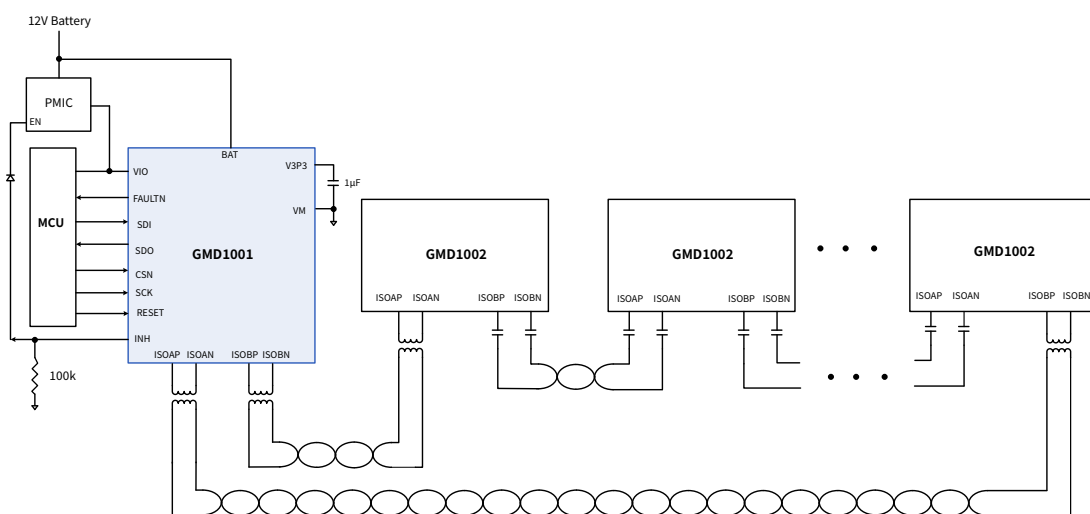 12V Battery
PMIC
EN
BAT
VIO
V3P3
1µF
FAULTN
VM
MCU
SDI
SDO
GMD1001
CSN
SCK
RESET
INH
ISOAP ISOAN ISOBP ISOBN
100k
GMD1002
ISOAP ISOAN ISOBP ISOBN
GMD1002
ISOAP ISOAN ISOBP ISOBN
GMD1002
ISOAP ISOAN ISOBP ISOBN